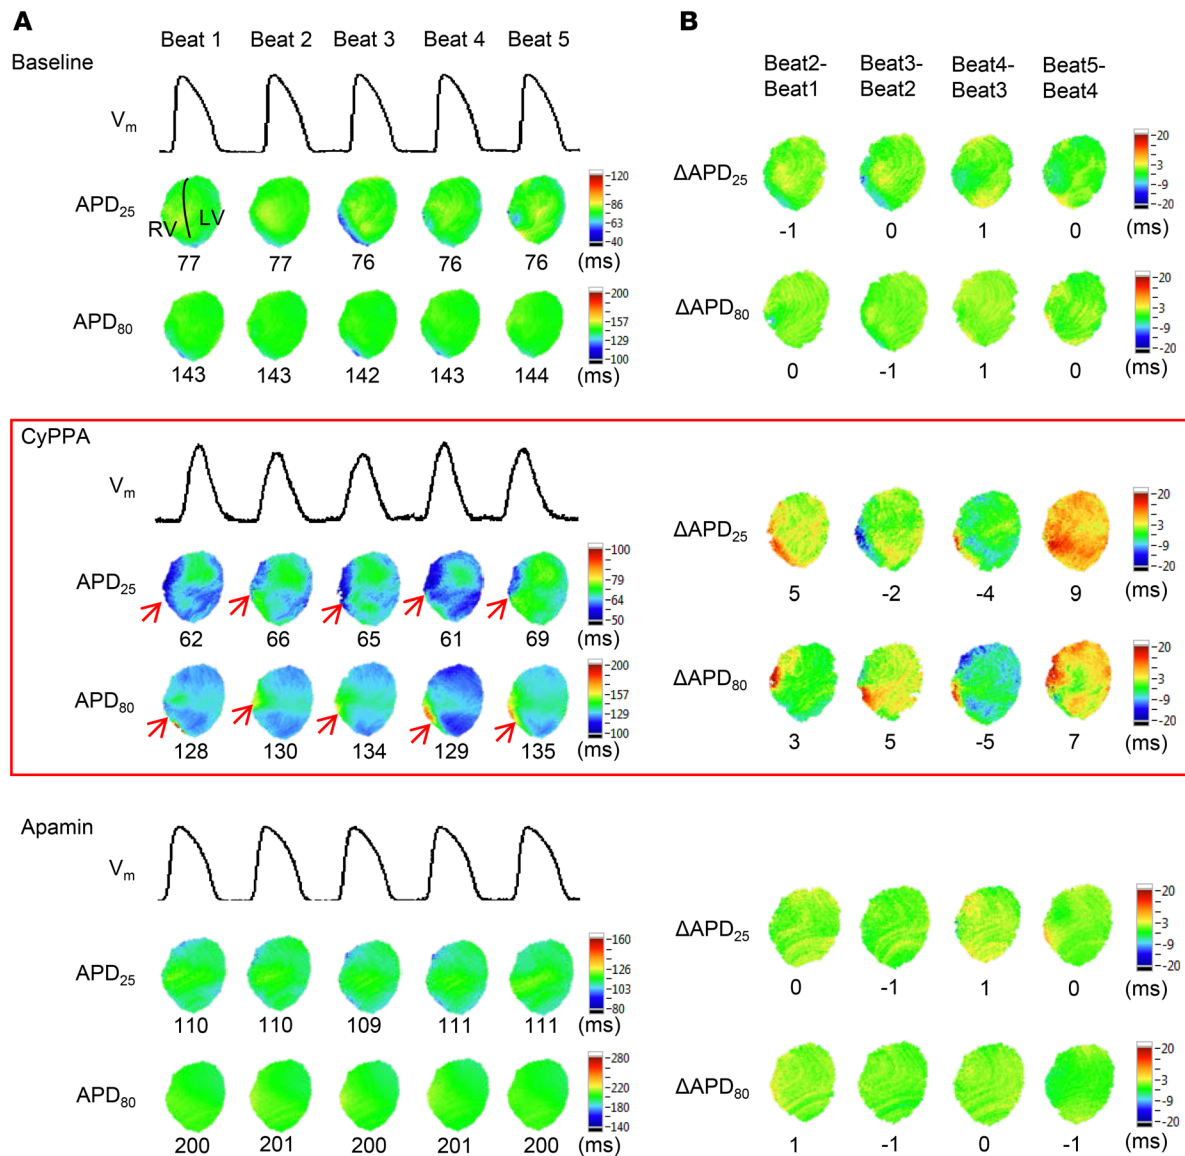 A
B
Beat 1 Beat 2 Beat 3 Beat 4 Beat 5
Beat2- Beat3- Beat4- Beat5-
Beat1 Beat2 Beat3 Beat4
Baseline
Vm
APD25
RV LV
120
86
63
40
77 77 76 76 76 (ms)
ΔAPD25
20
3
-9
-20
-1 0 1 0 (ms)
APD80
200
157
129
100
143 143 142 143 144 (ms)
ΔAPD80
20
3
-9
-20
0 -1 1 0 (ms)
CyPPA
Vm
APD25
100
79
64
50
62 66 65 61 69 (ms)
ΔAPD25
20
3
-9
-20
5 -2 -4 9 (ms)
APD80
200
157
129
100
128 130 134 129 135 (ms)
ΔAPD80
20
3
-9
-20
3 5 -5 7 (ms)
Apamin
Vm
APD25
160
126
103
80
110 110 109 111 111 (ms)
ΔAPD25
20
3
-9
-20
0 -1 1 0 (ms)
APD80
280
220
180
140
200 201 200 201 200 (ms)
ΔAPD80
20
3
-9
-20
1 -1 0 -1 (ms)